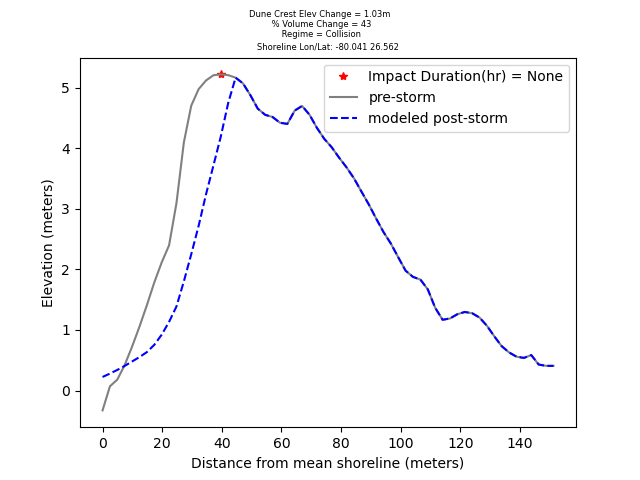 Dune Crest Elev Change = 1.03m
% Volume Change = 43
Regime = Collision
Shoreline Lon/Lat: -80.041 26.562
Impact Duration(hr) = None
pre-storm
modeled post-storm
Elevation (meters)
5
4
3
2
1
0
0 20 40 60 80 100 120 140
Distance from mean shoreline (meters)